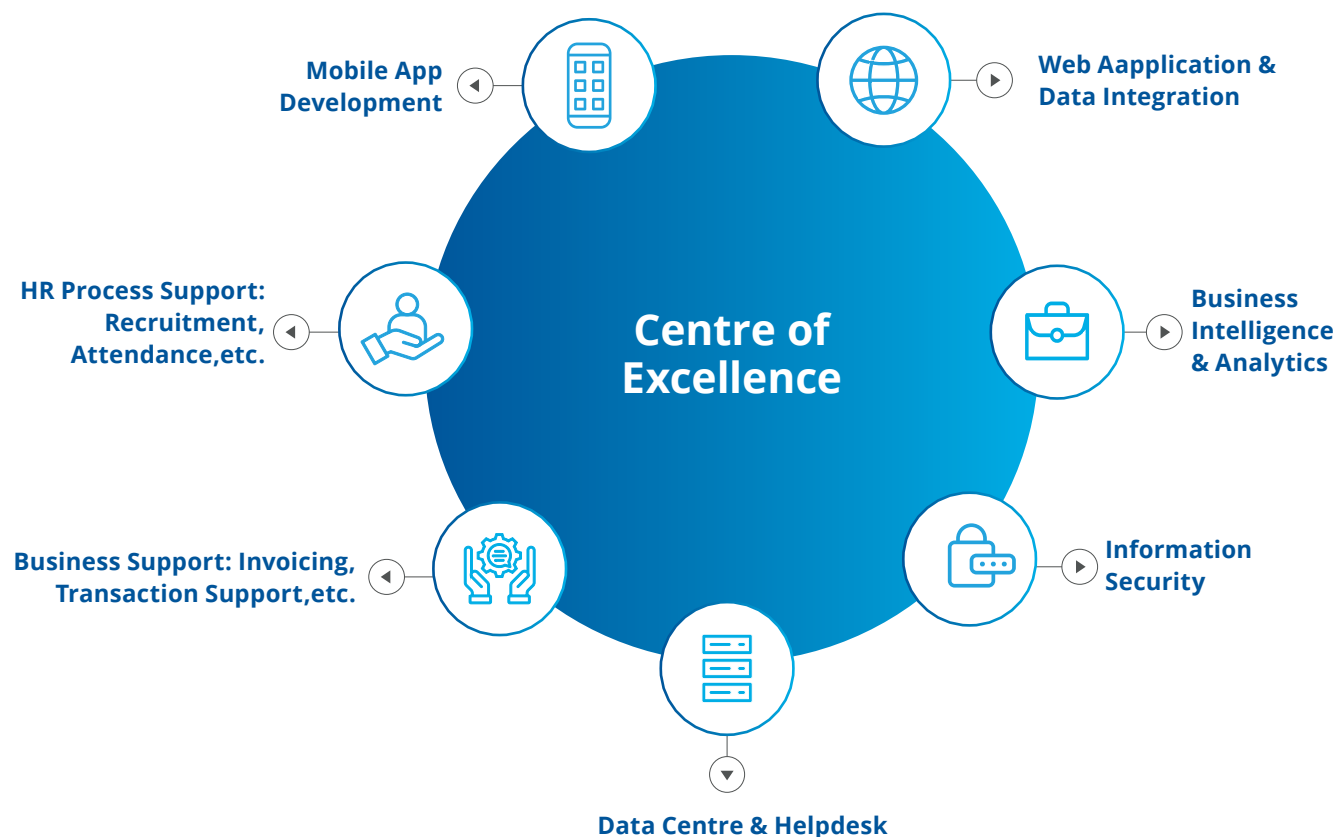 Mobile App
Development
Web Aapplication &
Data Integration
HR Process Support:
Recruitment,
Attendance,etc.
Centre of
Excellence
Business
Intelligence
& Analytics
Business Support: Invoicing,
Transaction Support,etc.
Information
Security
Data Centre & Helpdesk